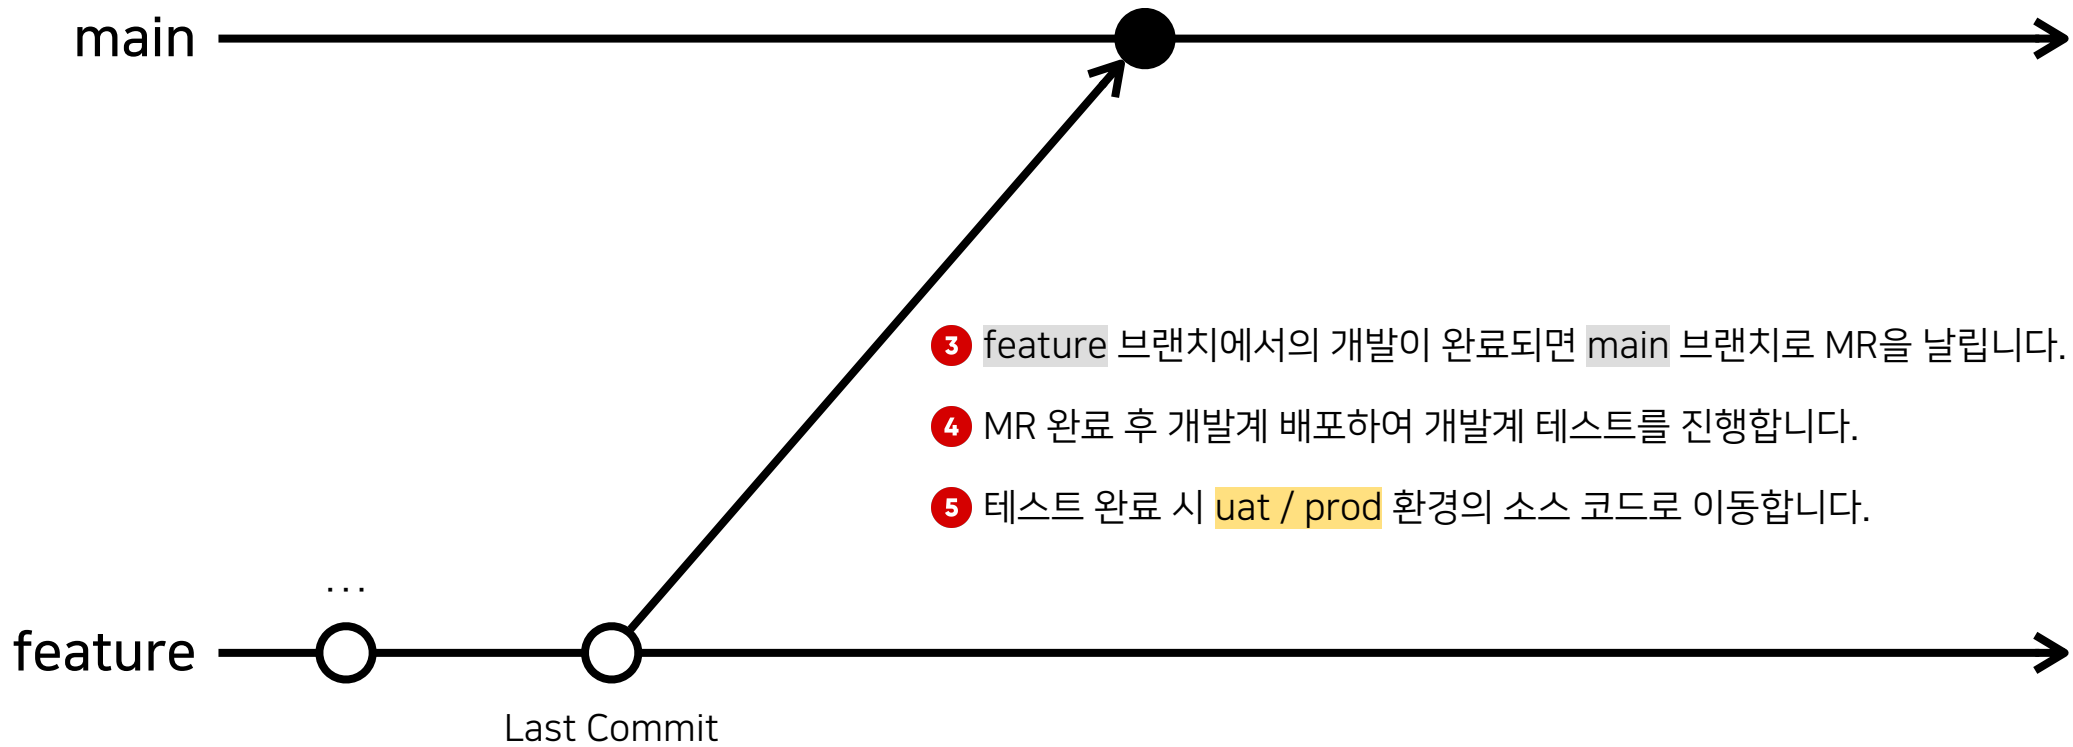 main
3 feature 브랜치에서의 개발이 완료되면 main 브랜치로 MR을 날립니다.
4 MR 완료 후 개발계 배포하여 개발계 테스트를 진행합니다.
5 테스트 완료 시 uat / prod 환경의 소스 코드로 이동합니다.
...
feature
Last Commit